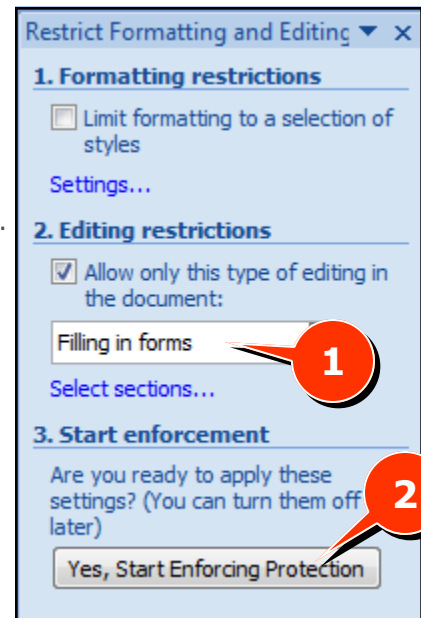 Restrict Formatting and Editing
1. Formatting restrictions
Limit formatting to a selection of
styles
Settings...
2. Editing restrictions
Allow only this type of editing in
the document:
Filling in forms
1
Select sections...
3. Start enforcement
Are you ready to apply these
settings? (You can turn them off
2
later)
Yes, Start Enforcing Protection